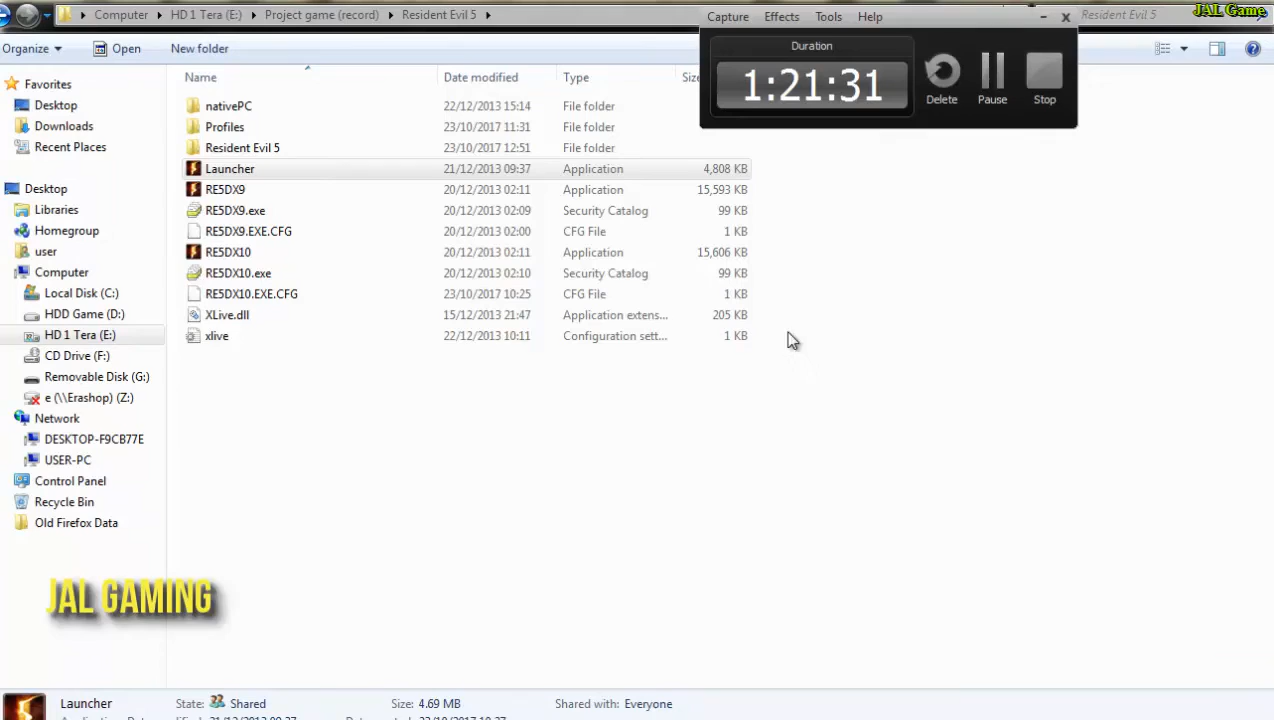 Computer HD 1 Tera (E:) Project game (record) Resident Evil 5
Capture Effects Tools Help
Resident Evil 5
JAL Game
Organize Open New folder
Duration
1:21:31
Delete Pause Stop
Name Date modified Type
nativePC 22/12/2013 15:14 File folder
Profiles 23/10/2017 11:31 File folder
Resident Evil 5 23/10/2017 12:51 File folder
Launcher 21/12/2013 09:37 Application 4,808 KB
RE5DX9 20/12/2013 02:11 Application 15,593 KB
RE5DX9.exe 20/12/2013 02:09 Security Catalog 99 KB
RE5DX9.EXE.CFG 20/12/2013 02:00 CFG File 1 KB
RE5DX10 20/12/2013 02:11 Application 15,606 KB
RE5DX10.exe 20/12/2013 02:10 Security Catalog 99 KB
RE5DX10.EXE.CFG 23/10/2017 10:25 CFG File 1 KB
XLive.dll 15/12/2013 21:47 Application extens... 205 KB
xlive 22/12/2013 10:11 Configuration sett... 1 KB
Favorites
Desktop
Downloads
Recent Places
Desktop
Libraries
Homegroup
user
Computer
Local Disk (C:)
HDD Game (D:)
HD 1 Tera (E:)
CD Drive (F:)
Removable Disk (G:)
e (\\Erashop) (Z:)
Network
DESKTOP-F9CB77E
USER-PC
Control Panel
Recycle Bin
Old Firefox Data
JAL GAMING
Launcher State: Shared Size: 4.69 MB Shared with: Everyone